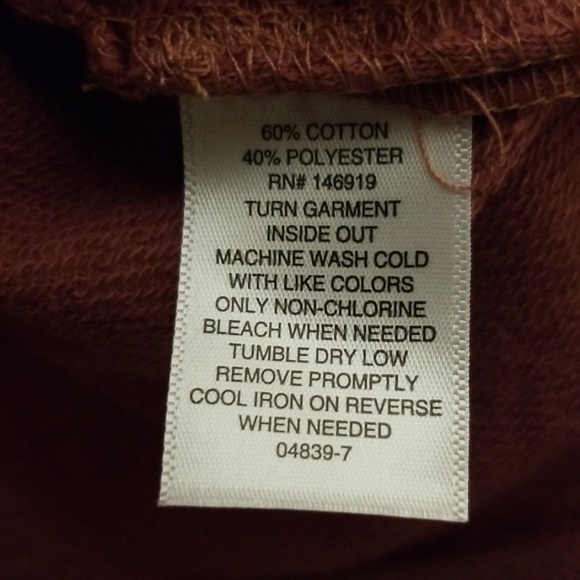 60% COTTON
40% POLYESTER
RN# 146919
TURN GARMENT
INSIDE OUT
MACHINE WASH COLD
WITH LIKE COLORS
ONLY NON-CHLORINE
BLEACH WHEN NEEDED
TUMBLE DRY LOW
REMOVE PROMPTLY
COOL IRON ON REVERSE
WHEN NEEDED
04839-7